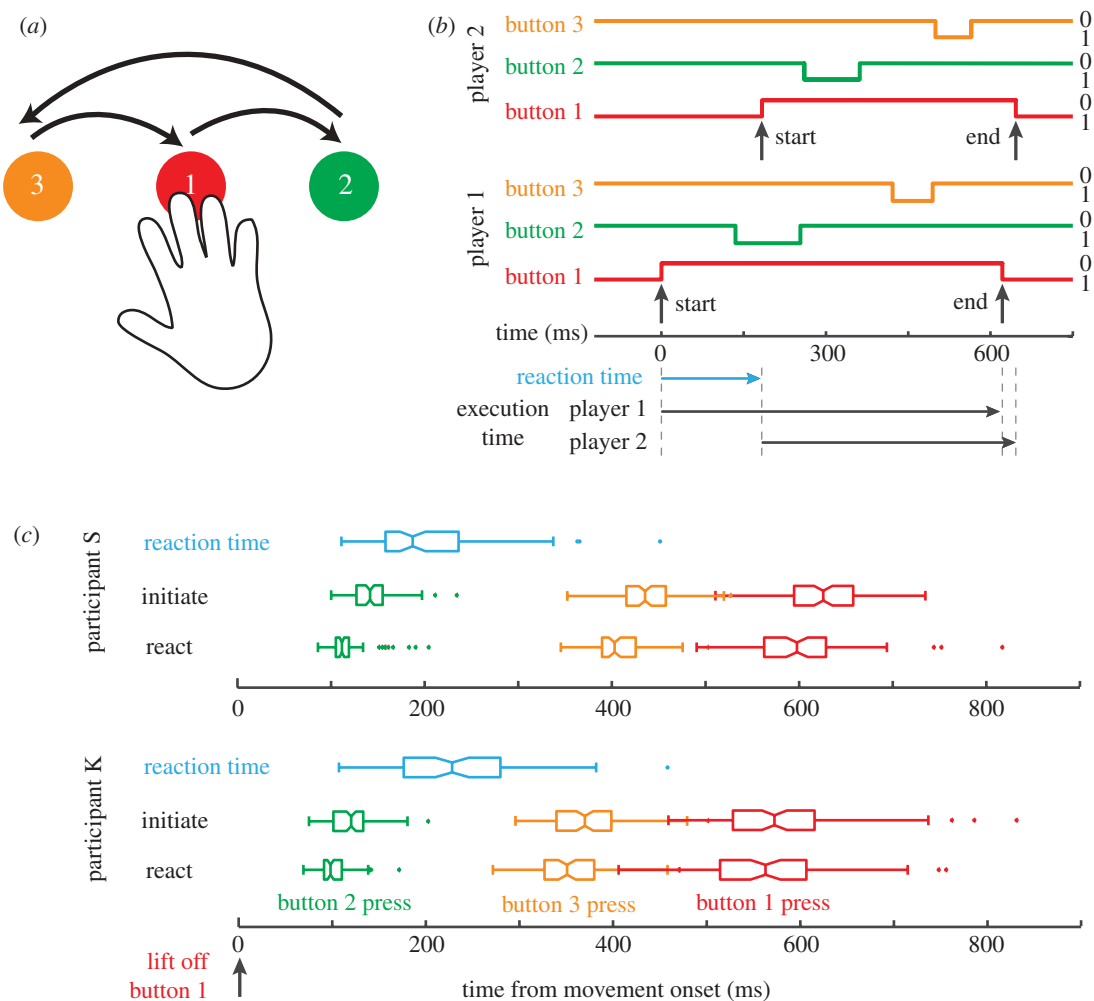 (a)
3
1
2
(b)
player 2
button 3
0
1
button 2
0
1
button 1
0
1
start
end
player 1
button 3
0
1
button 2
0
1
button 1
0
1
start
end
time (ms)
0
300
600
reaction time
execution
time
player 1
player 2
(c)
participant S
reaction time
initiate
react
0
200
400
600
800
participant K
reaction time
initiate
react
button 2 press
button 3 press
button 1 press
0
200
400
600
800
lift off
button 1
time from movement onset (ms)